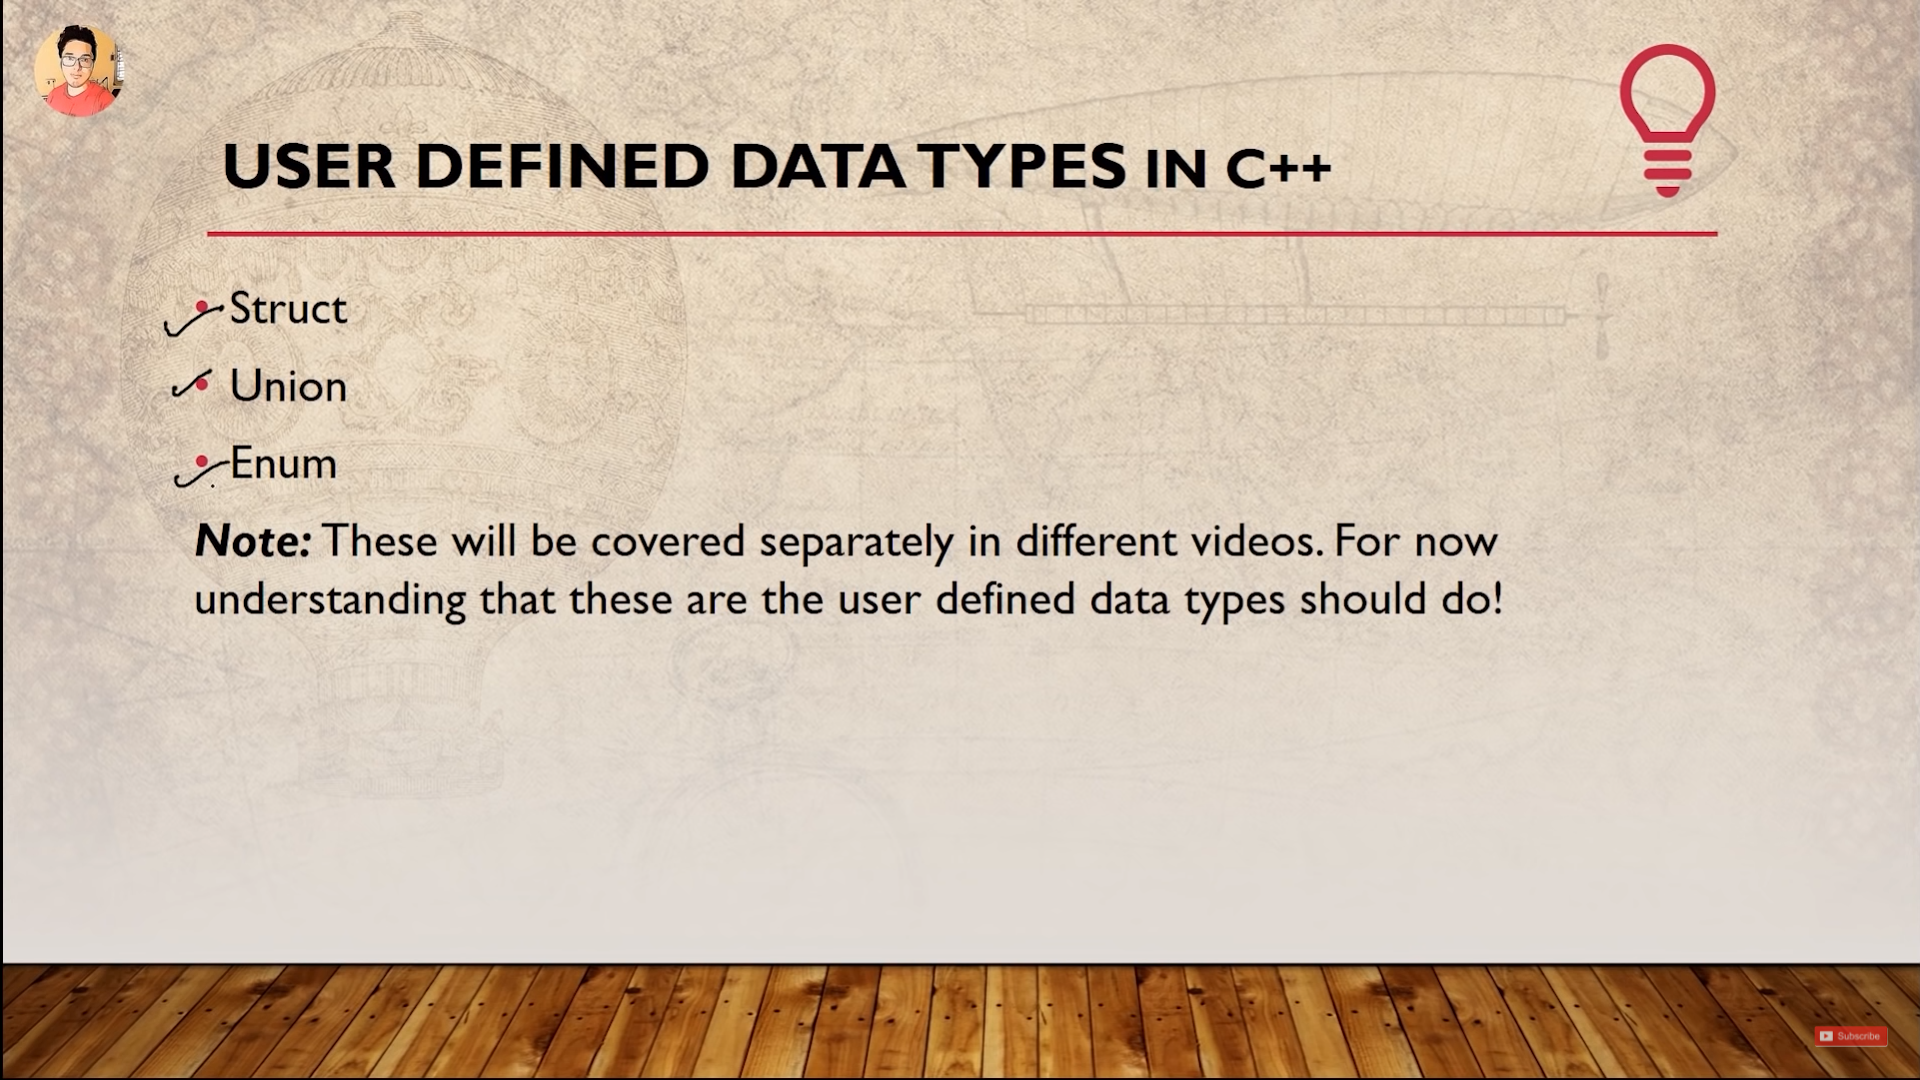 USER DEFINED DATA TYPES IN C++
Struct
Union
Enum
Note: These will be covered separately in different videos. For now
understanding that these are the user defined data types should do!
Subscribe